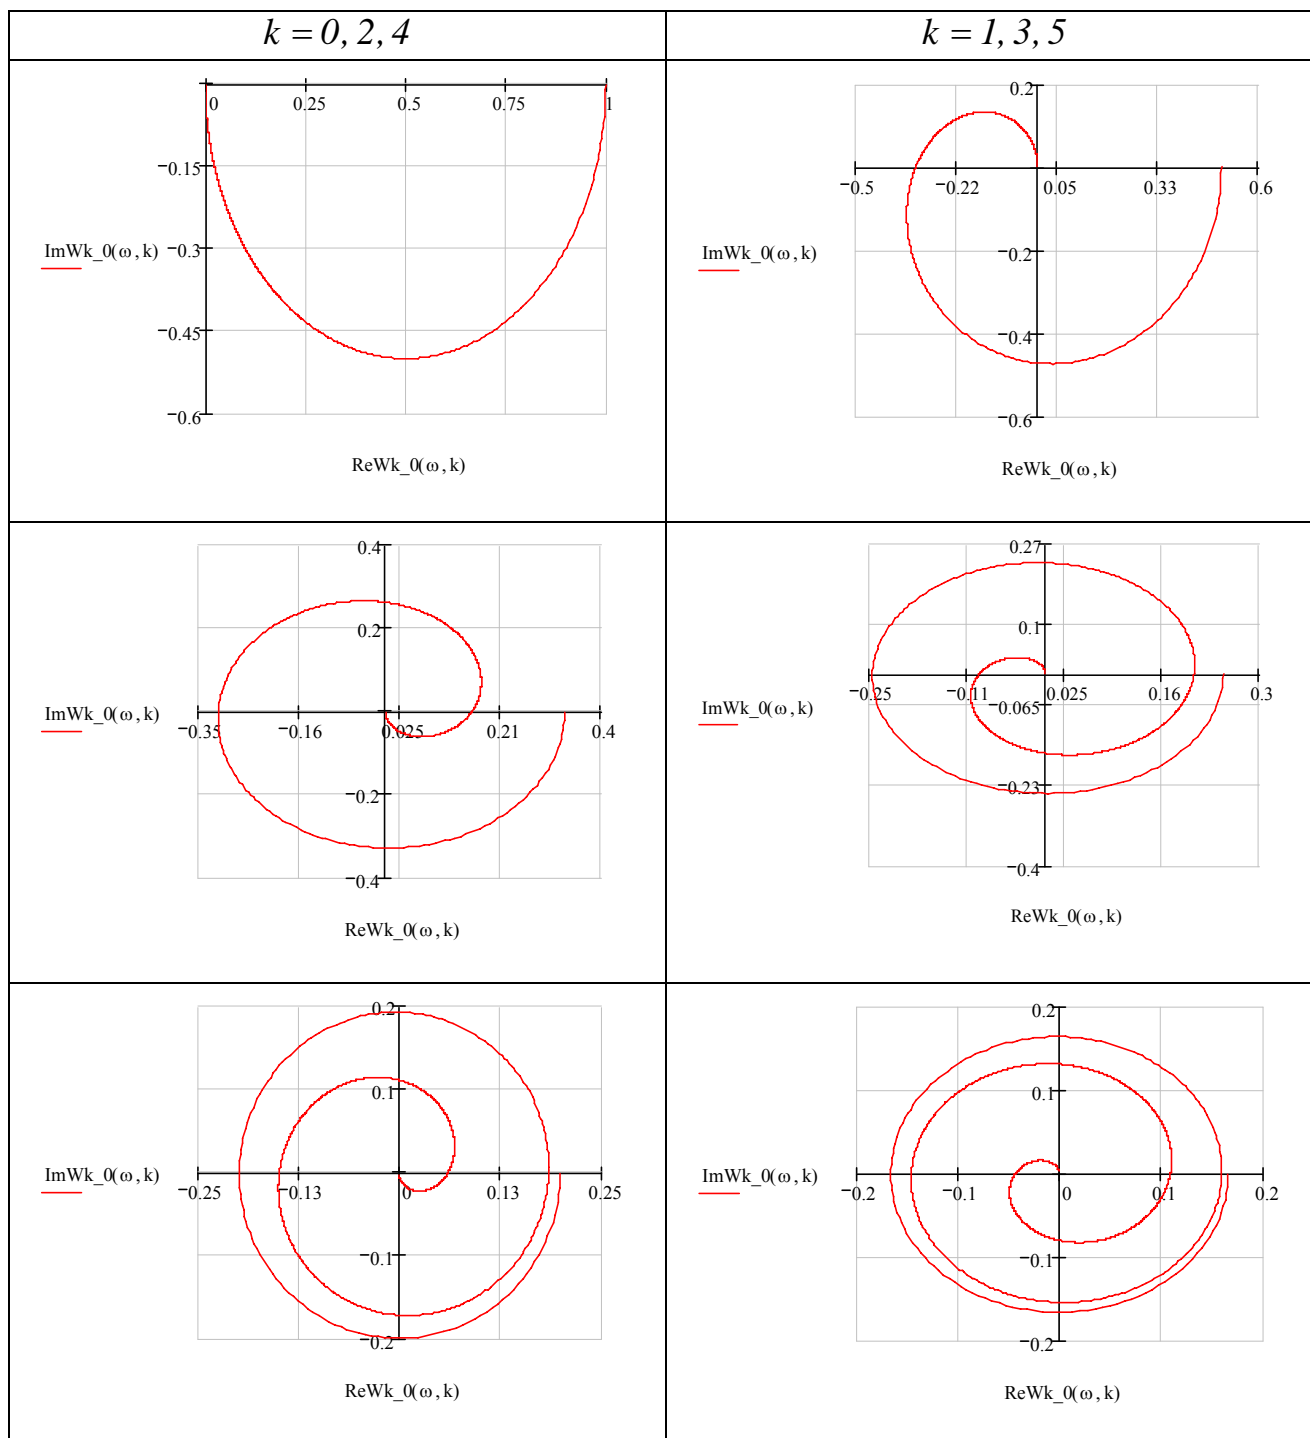 k = 0, 2, 4
k = 1, 3, 5
0 0.25 0.5 0.75 1
−0.15
ImWk_0(ω, k) −0.3
−0.45
−0.6
ReWk_0(ω, k)
0.2
−0.5 −0.22 0.05 0.33 0.6
ImWk_0(ω, k) −0.2
−0.4
−0.6
ReWk_0(ω, k)
0.4
0.2
ImWk_0(ω, k)
−0.35 −0.16 0.025 0.21 0.4
−0.2
−0.4
ReWk_0(ω, k)
0.27
0.1
−0.25 −0.11 0.025 0.16 0.3
ImWk_0(ω, k) −0.065
−0.23
−0.4
ReWk_0(ω, k)
0.2
0.1
ImWk_0(ω, k)
−0.25 −0.13 0 0.13 0.25
−0.1
−0.2
ReWk_0(ω, k)
0.2
0.1
ImWk_0(ω, k)
−0.2 −0.1 0 0.1 0.2
−0.1
−0.2
ReWk_0(ω, k)